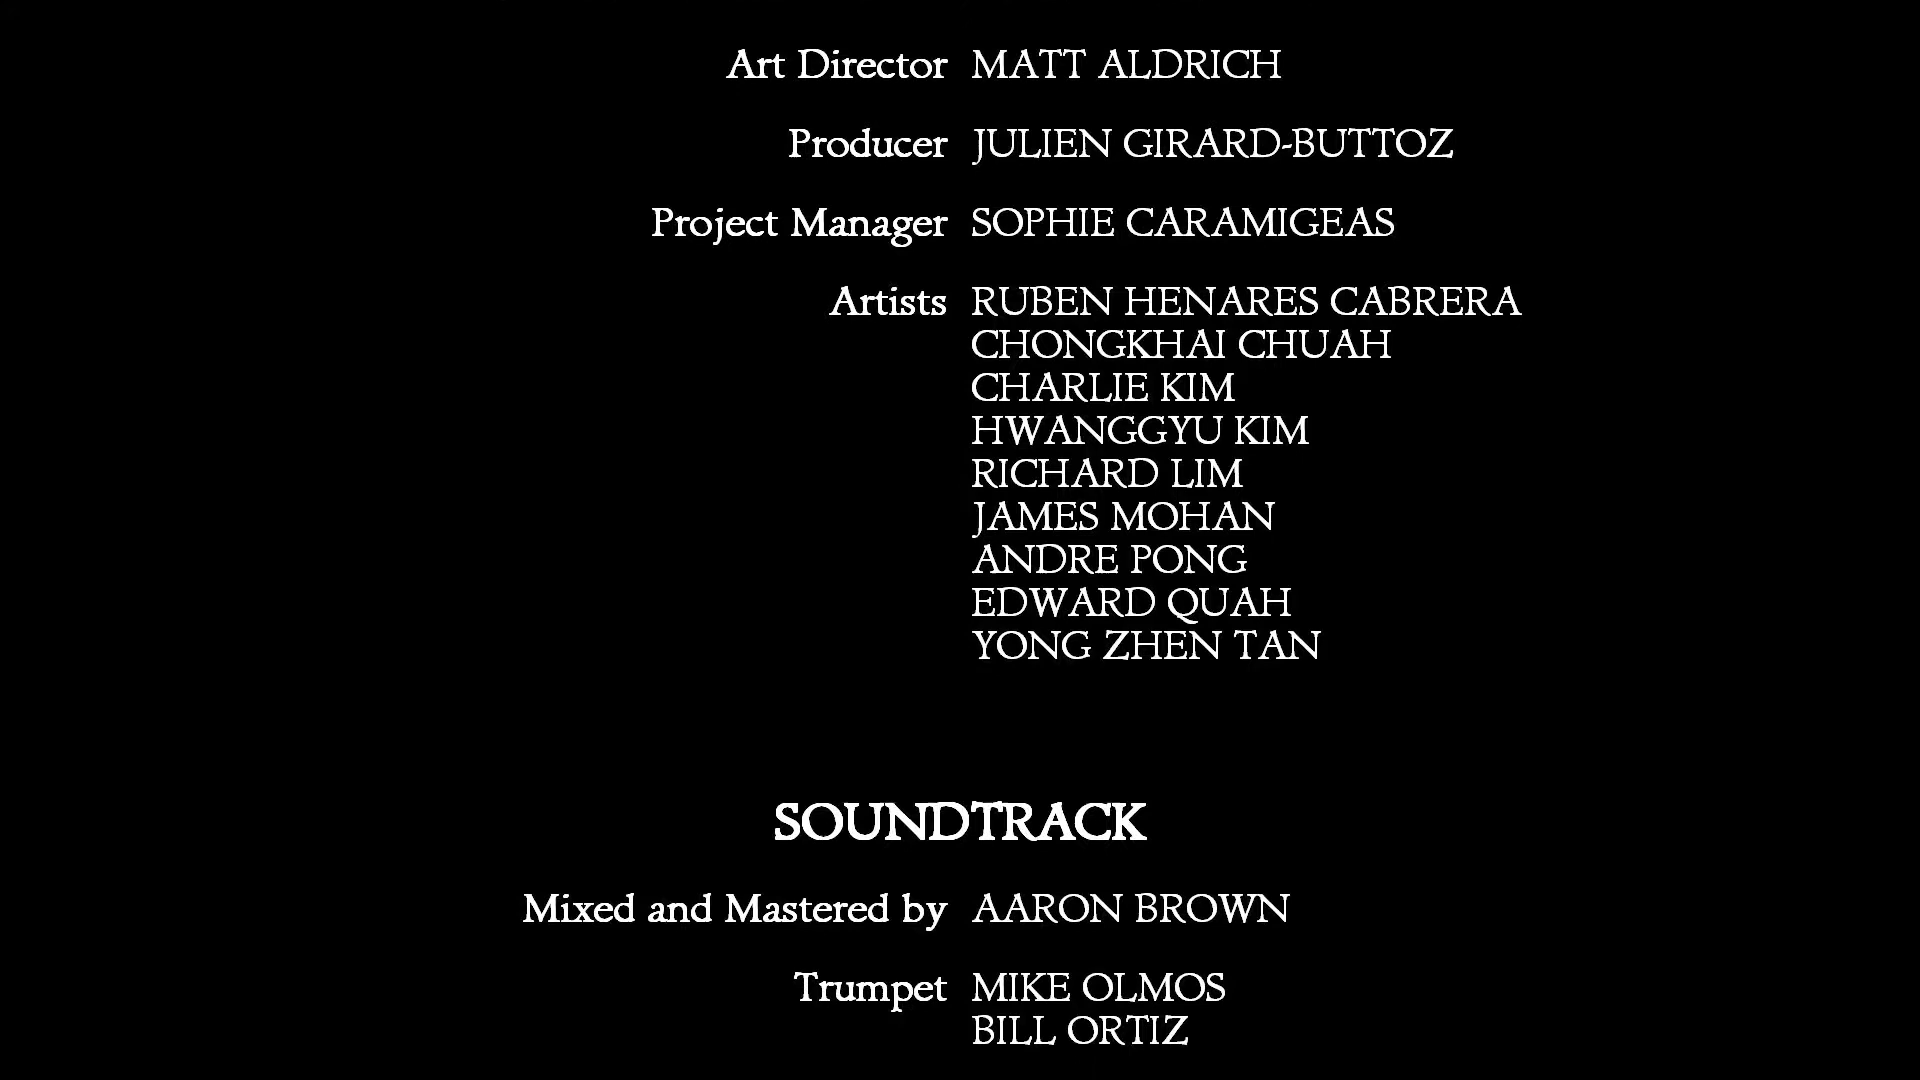 Art Director MATT ALDRICH
Producer JULIEN GIRARD-BUTTOZ
Project Manager SOPHIE CARAMIGEAS
Artists RUBEN HENARES CABRERA
CHONGKHAI CHUAH
CHARLIE KIM
HWANGGYU KIM
RICHARD LIM
JAMES MOHAN
ANDRE PONG
EDWARD QUAH
YONG ZHEN TAN
SOUNDTRACK
Mixed and Mastered by AARON BROWN
Trumpet MIKE OLMOS
BILL ORTIZ